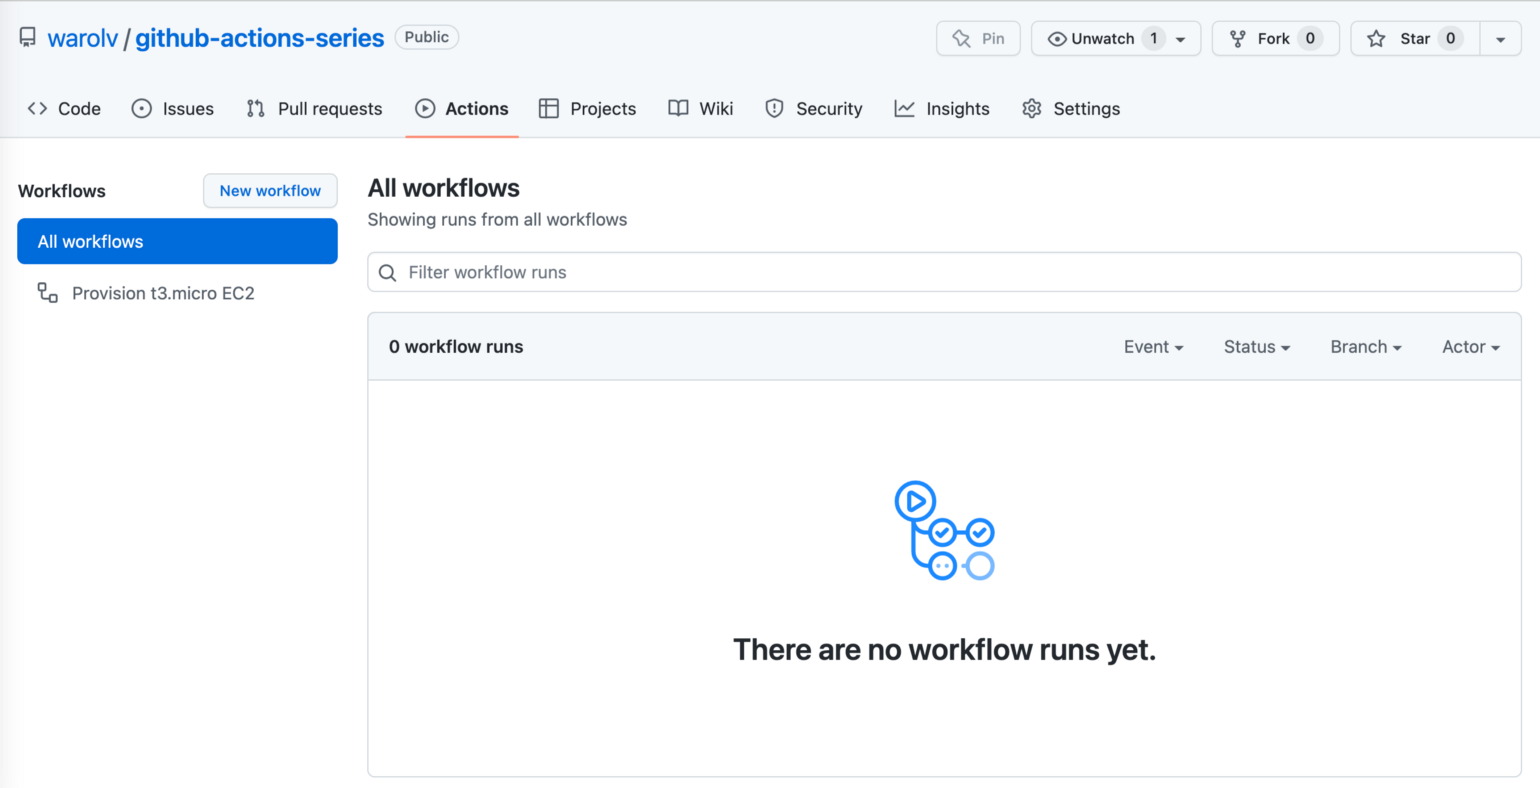 warolv / github-actions-series Public Pin Unwatch 1 Fork 0 Star 0
Code Issues Pull requests Actions Projects Wiki Security Insights Settings
Workflows New workflow
All workflows
Provision t3.micro EC2
All workflows
Showing runs from all workflows
Filter workflow runs
0 workflow runs Event Status Branch Actor
There are no workflow runs yet.